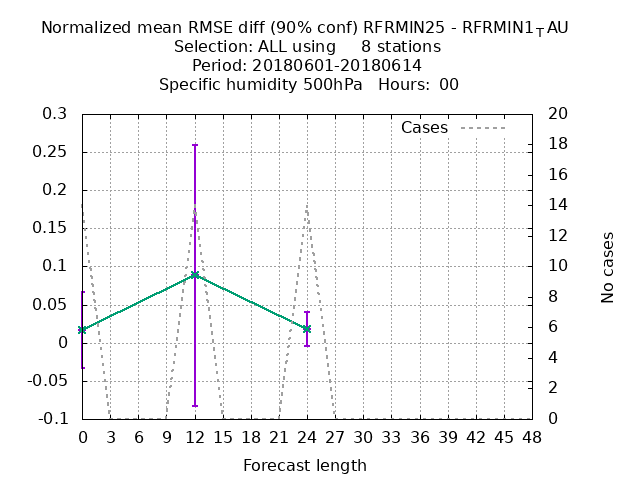 Normalized mean RMSE diff (90% conf) RFRMIN25 - RFRMIN1TAU
Selection: ALL using 8 stations
Period: 20180601-20180614
Specific humidity 500hPa Hours: 00
Cases
0.3
0.25
0.2
0.15
0.1
0.05
0
-0.05
-0.1
20
18
16
14
12
10
8
6
4
2
0
No cases
0 3 6 9 12 15 18 21 24 27 30 33 36 39 42 45 48
Forecast length